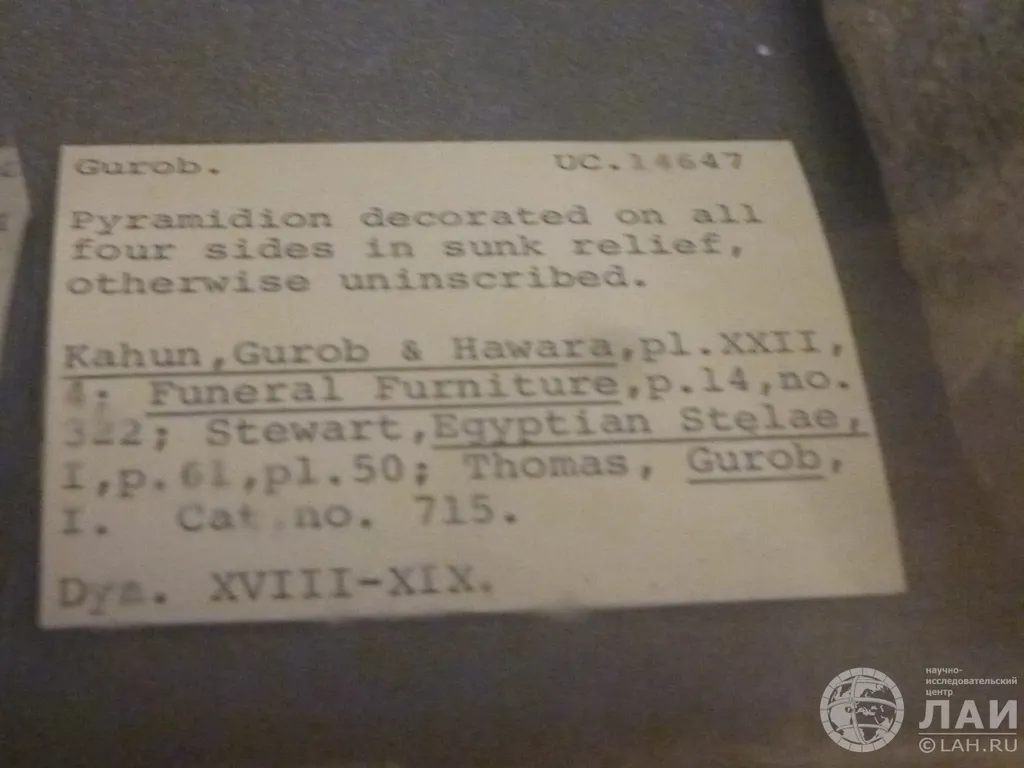 Gurob. UC.14647
Pyramidion decorated on all
four sides in sunk relief,
otherwise uninscribed.
Kahun,Gurob & Hawara,pl.XXII,
4; Funeral Furniture,p.14,no.
322; Stewart,Egyptian Stelae,
I,p.61,pl.50; Thomas, Gurob,
I. Cat no. 715.
Dyn. XVIII-XIX.
научно-
исследовательский
центр
ЛАИ
© LAH.RU